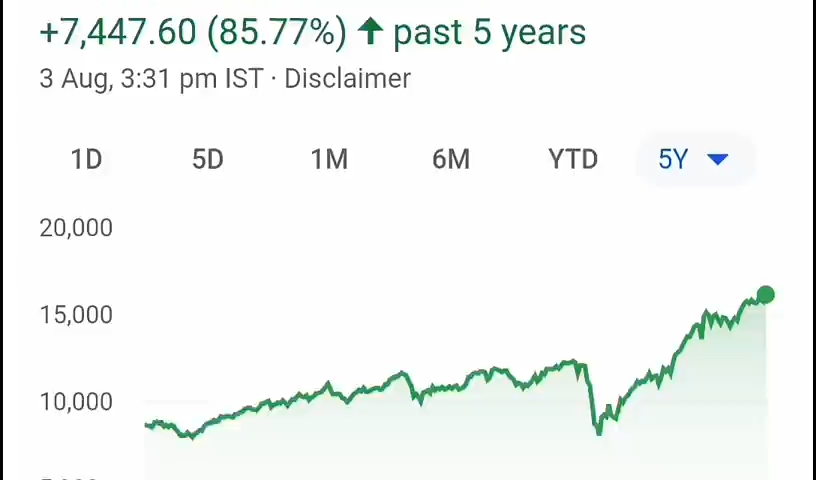 +7,447.60 (85.77%) ↑ past 5 years
3 Aug, 3:31 pm IST · Disclaimer
1D 5D 1M 6M YTD 5Y
20,000
15,000
10,000